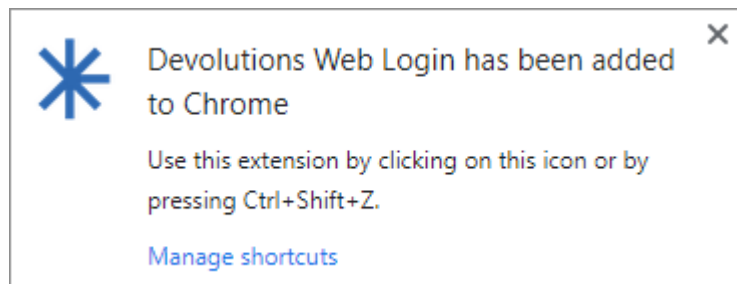 Devolutions Web Login has been added
to Chrome
Use this extension by clicking on this icon or by
pressing Ctrl+Shift+Z.
Manage shortcuts